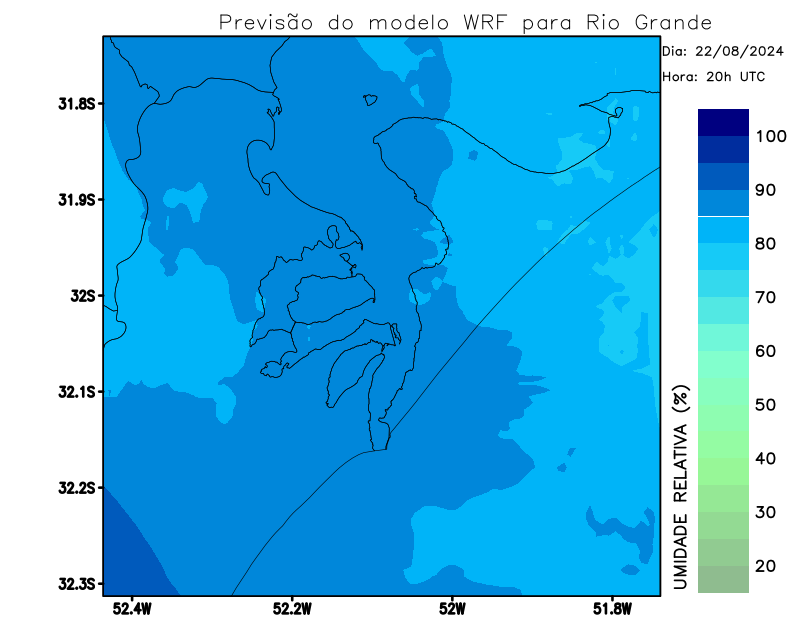 Previsão do modelo WRF para Rio Grande
Dia: 22/08/2024
Hora: 20h UTC
31.8S
31.9S
32S
32.1S
32.2S
32.3S
52.4W
52.2W
52W
51.8W
UMIDADE RELATIVA (%)
100
90
80
70
60
50
40
30
20